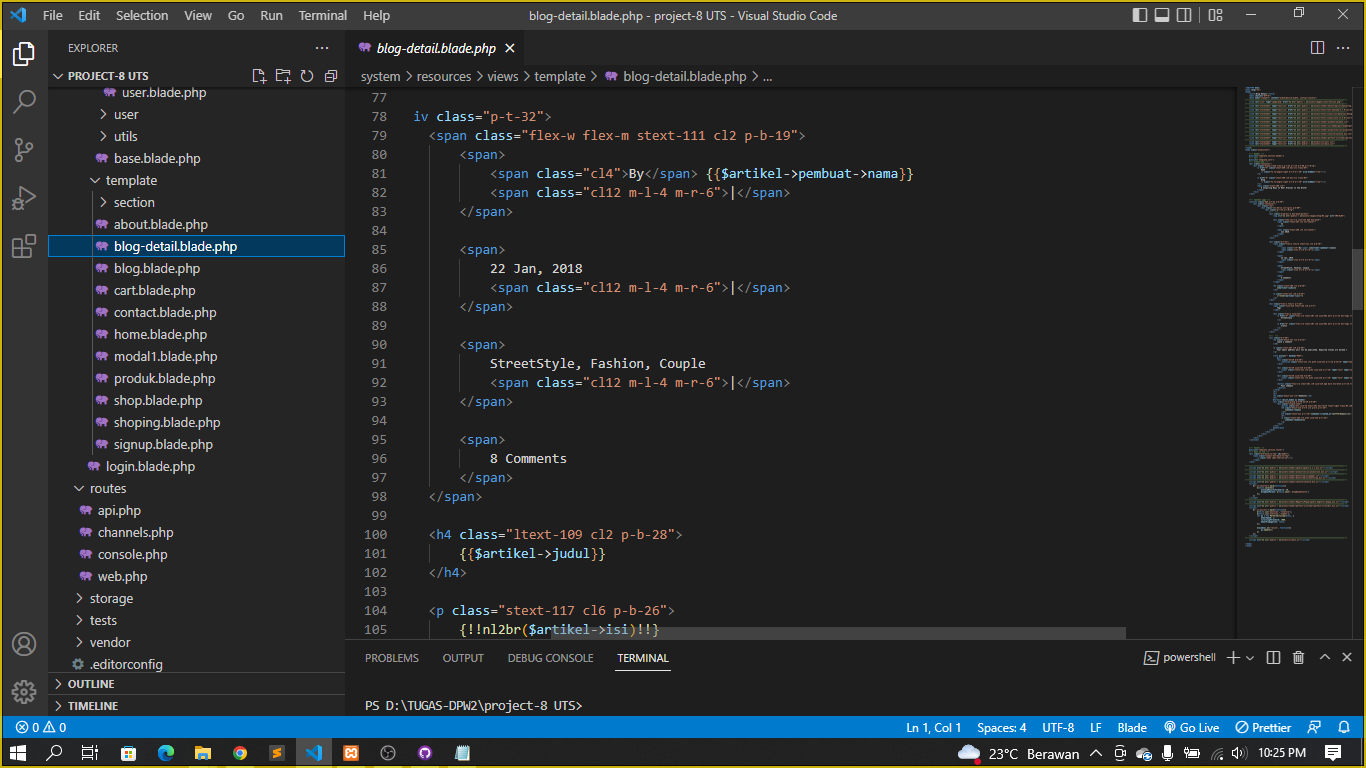 File Edit Selection View Go Run Terminal Help
blog-detail.blade.php - project-8 UTS - Visual Studio Code
EXPLORER
PROJECT-8 UTS
user.blade.php
user
utils
base.blade.php
template
section
about.blade.php
blog-detail.blade.php
blog.blade.php
cart.blade.php
contact.blade.php
home.blade.php
modal1.blade.php
produk.blade.php
shop.blade.php
shoping.blade.php
signup.blade.php
login.blade.php
routes
api.php
channels.php
console.php
web.php
storage
tests
vendor
.editorconfig
OUTLINE
TIMELINE
blog-detail.blade.php
system > resources > views > template > blog-detail.blade.php > ...
77
78 iv class="p-t-32">
79 <span class="flex-w flex-m stext-111 cl2 p-b-19">
80 <span>
81 <span class="cl4">By</span> {{$artikel->pembuat->nama}}
82 <span class="cl12 m-l-4 m-r-6">|</span>
83 </span>
84
85 <span>
86 22 Jan, 2018
87 <span class="cl12 m-l-4 m-r-6">|</span>
88 </span>
89
90 <span>
91 StreetStyle, Fashion, Couple
92 <span class="cl12 m-l-4 m-r-6">|</span>
93 </span>
94
95 <span>
96 8 Comments
97 </span>
98 </span>
99
100 <h4 class="ltext-109 cl2 p-b-28">
101 {{$artikel->judul}}
102 </h4>
103
104 <p class="stext-117 cl6 p-b-26">
105 {!!nl2br($artikel->isi)!!}
PROBLEMS OUTPUT DEBUG CONSOLE TERMINAL
powershell
PS D:\TUGAS-DPW2\project-8 UTS>
0 0
Ln 1, Col 1 Spaces: 4 UTF-8 LF Blade Go Live Prettier
23°C Berawan 10:25 PM